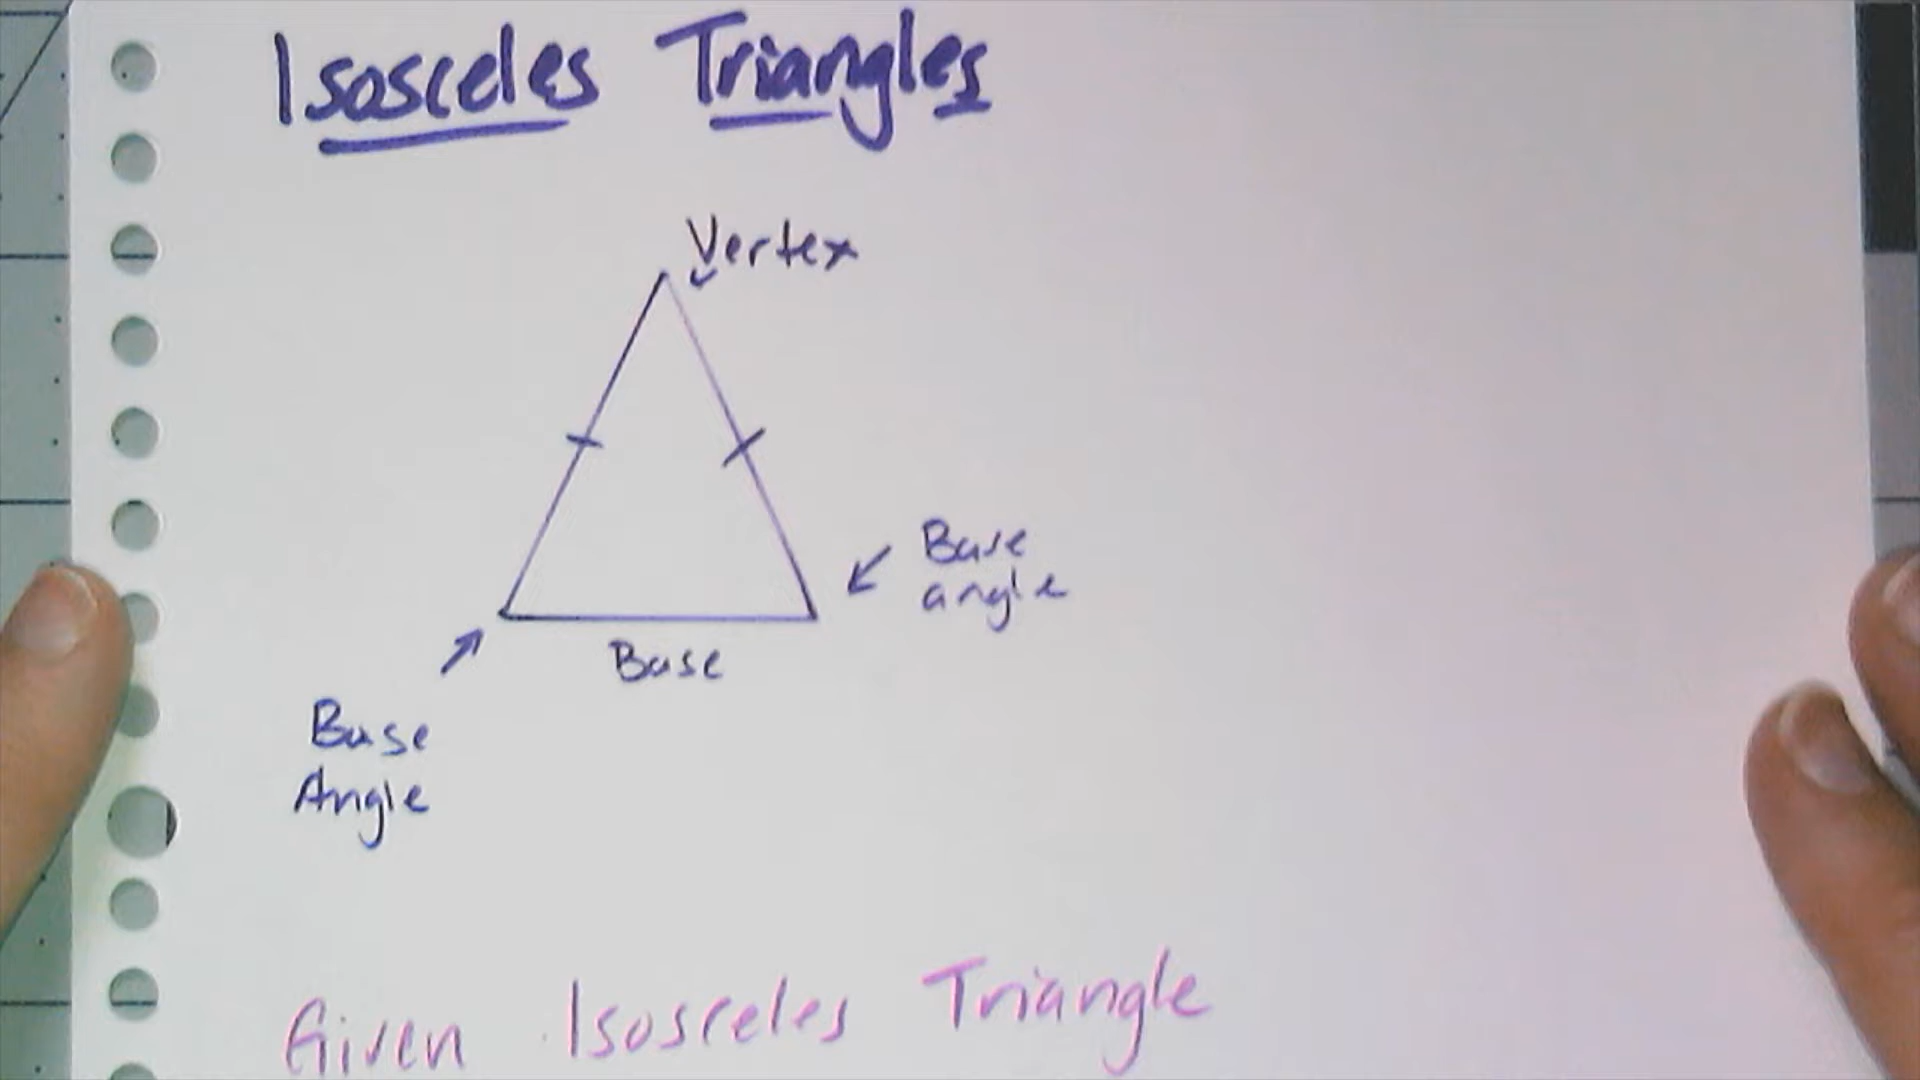 Isosceles Triangles
Vertex
Base
angle
Base
Base
Angle
Given Isosceles Triangle